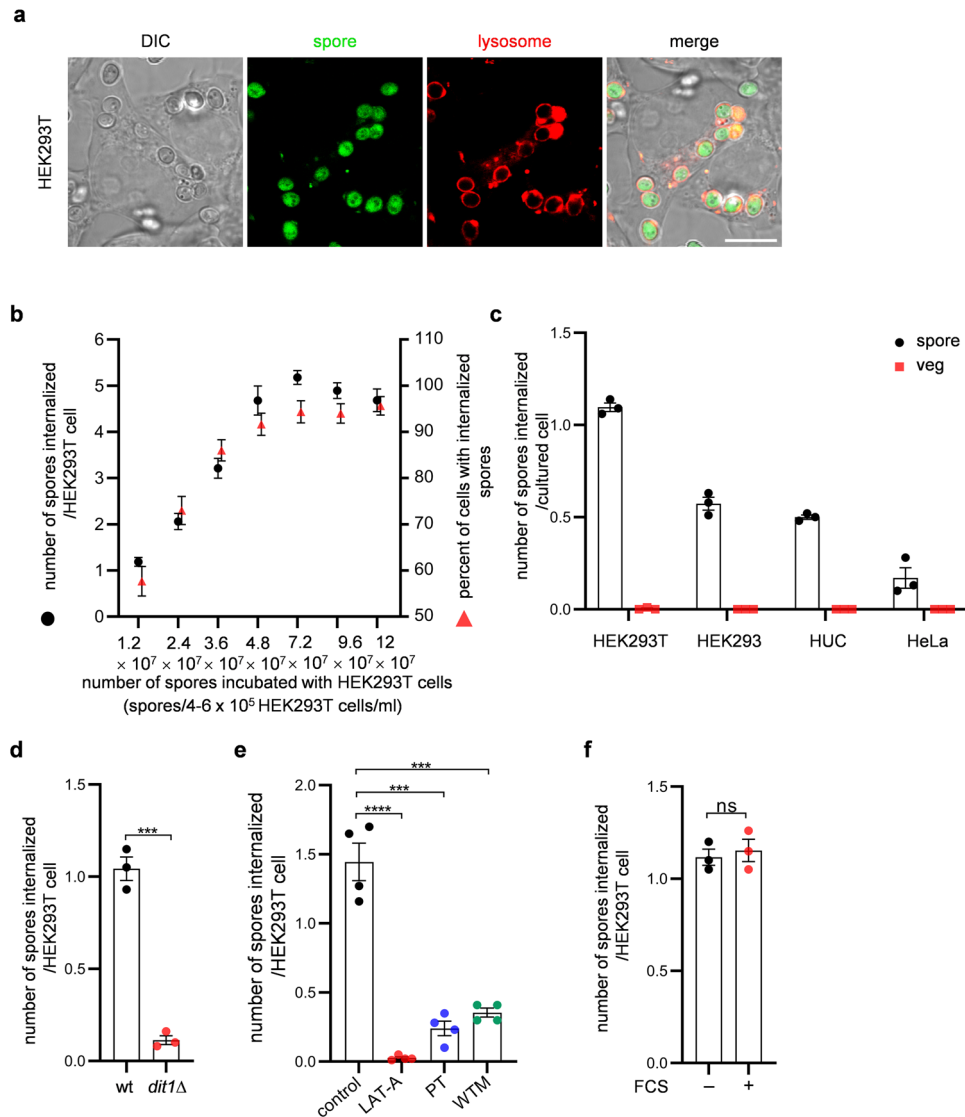 a
DIC spore lysosome merge
HEK293T
b
number of spores internalized
/HEK293T cell
6
5
4
3
2
1
0
110
100
90
80
70
60
50
percent of cells with internalized
spores
1.2 2.4 3.6 4.8 7.2 9.6 12
× 10⁷ × 10⁷ × 10⁷ × 10⁷ × 10⁷ × 10⁷ × 10⁷
number of spores incubated with HEK293T cells
(spores/4-6 x 10⁵ HEK293T cells/ml)
c
number of spores internalized
/cultured cell
1.5
1.0
0.5
0.0
spore
veg
HEK293T HEK293 HUC HeLa
d
number of spores internalized
/HEK293T cell
1.5
1.0
0.5
0.0
***
wt dit1Δ
e
number of spores internalized
/HEK293T cell
2.0
1.5
1.0
0.5
0.0
***
***
****
control LAT-A PT WTM
f
number of spores internalized
/HEK293T cell
1.5
1.0
0.5
0.0
ns
FCS – +